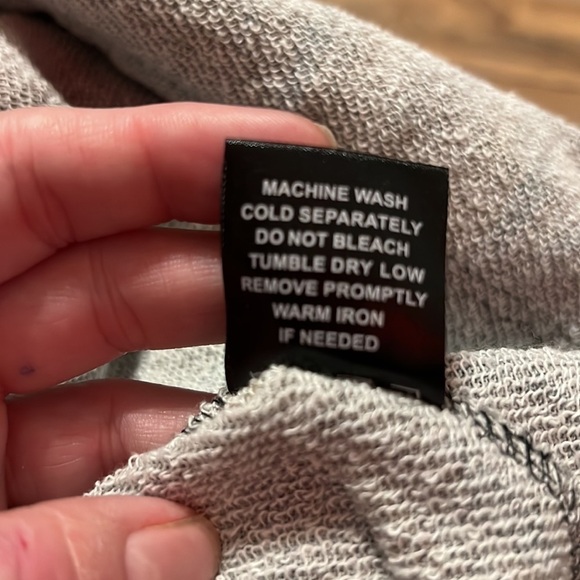 MACHINE WASH
COLD SEPARATELY
DO NOT BLEACH
TUMBLE DRY LOW
REMOVE PROMPTLY
WARM IRON
IF NEEDED